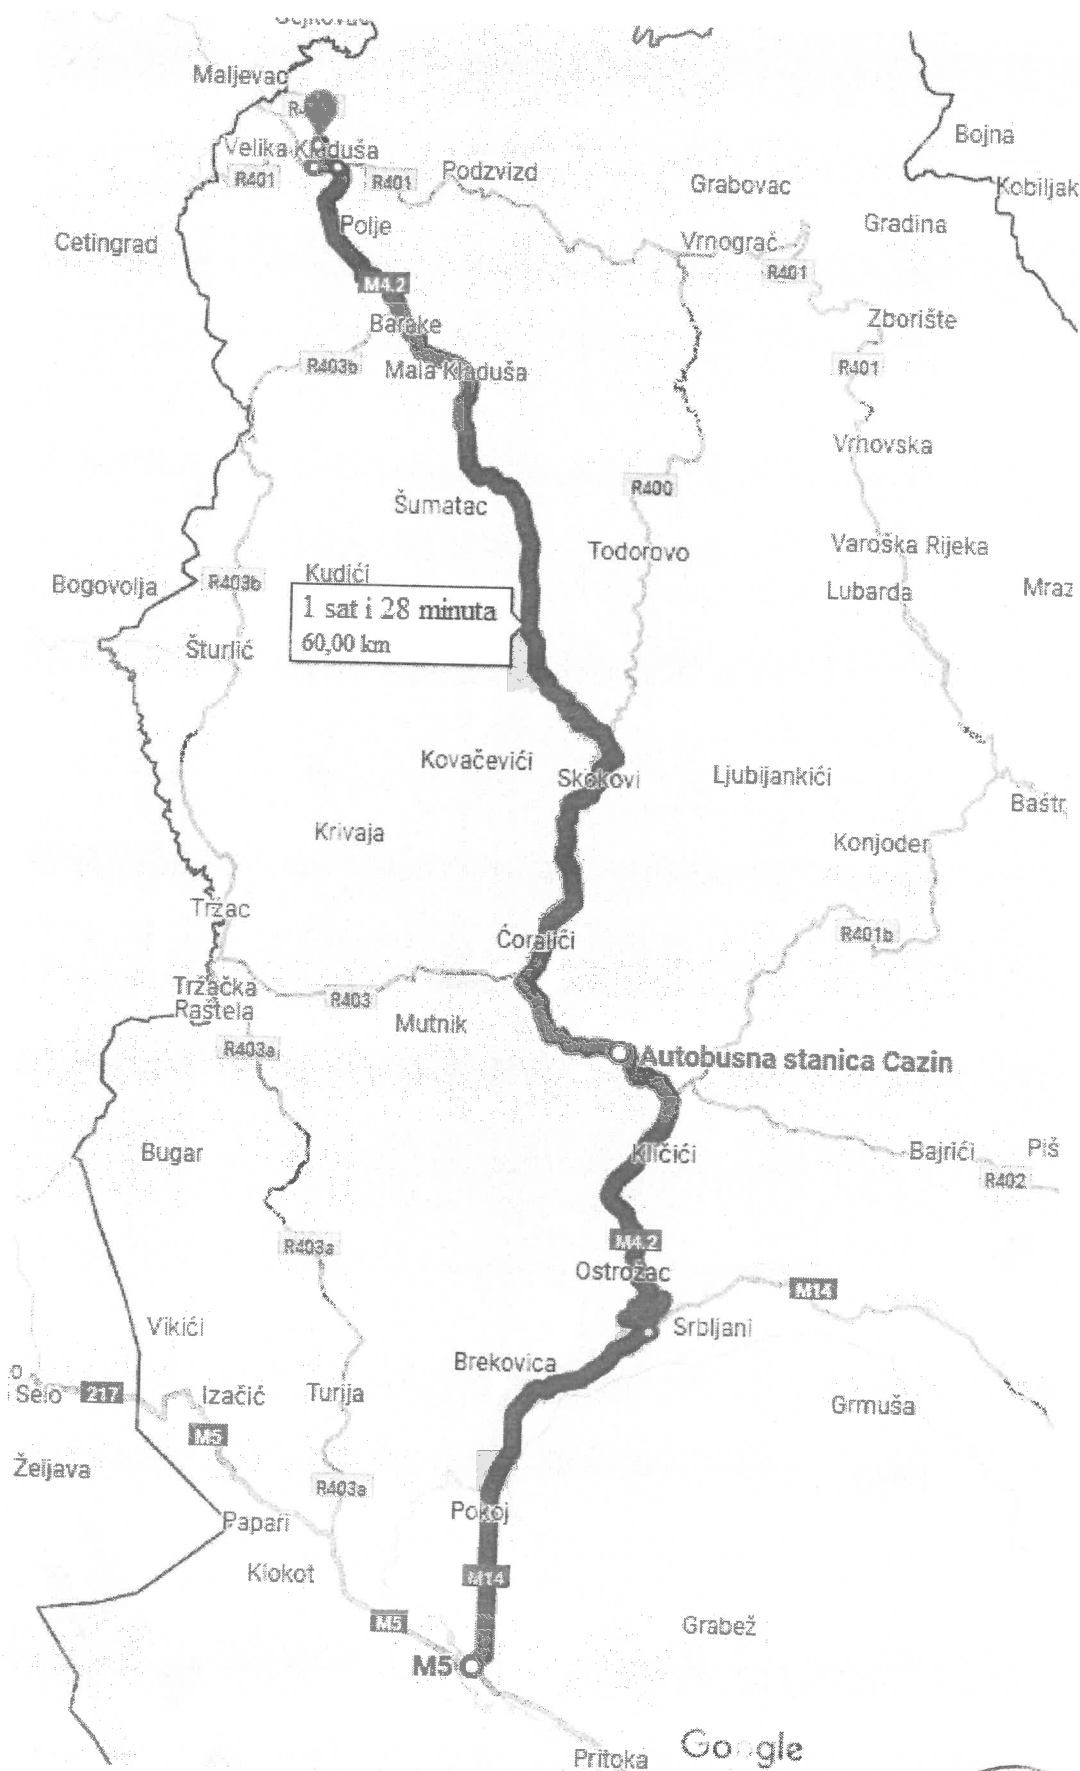 Maljevac
Velika Kladuša
R401
R401
Podzvizd
Bojna
Grabovac
Kobiljak
Polje
Gradina
Cetingrad
Vrnograč
R401
M4.2
Barake
Zborište
R403b
Mala Kladuša
R401
Vrhovska
R400
Šumatac
Todorovo
Varoška Rijeka
Kudići
Bogovolja
R403b
Lubarda
Mraz
1 sat i 28 minuta
60,00 km
Šturlić
Kovačevići
Skokovi
Ljubijankići
Baštr
Krivaja
Konjoder
Tržac
Ćoralići
R401b
Tržačka
Raštela
R403
Mutnik
R403a
Autobusna stanica Cazin
Bugar
Kličići
Bajrići
Piš
R402
M4.2
R403a
Ostrožac
M14
Vikići
Srbljani
Brekovica
o
Selo
217
Izačić
Turija
Grmuša
M5
Željava
R403a
Pokoj
Papari
Klokot
M14
M5
Grabež
M5
Pritoka
Google